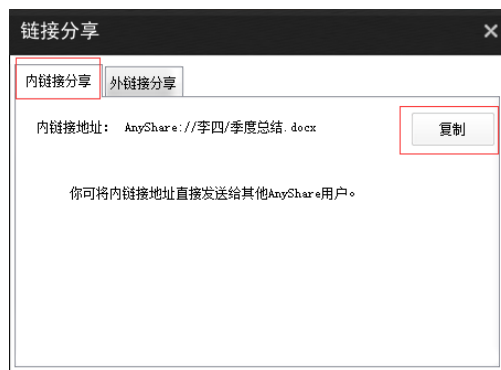 链接分享
内链接分享 外链接分享
内链接地址: AnyShare://李四/季度总结.docx 复制
你可将内链接地址直接发送给其他AnyShare用户。